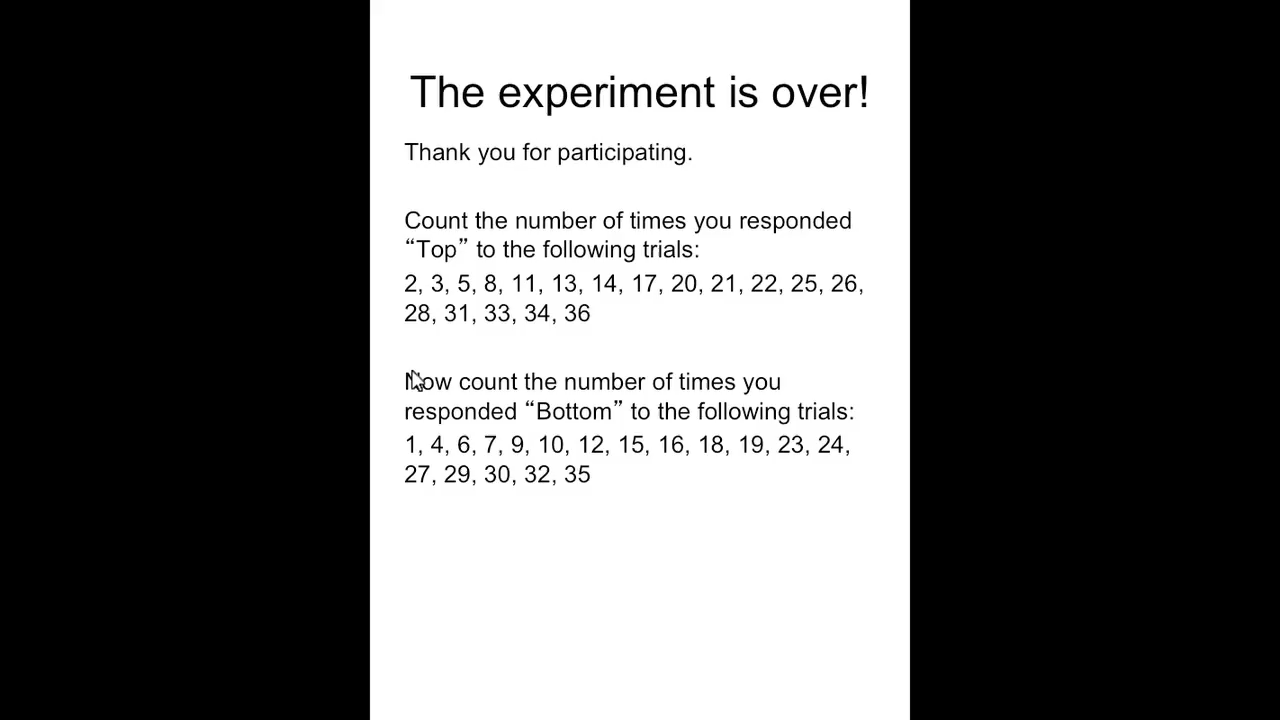 The experiment is over!
Thank you for participating.
Count the number of times you responded
“Top” to the following trials:
2, 3, 5, 8, 11, 13, 14, 17, 20, 21, 22, 25, 26,
28, 31, 33, 34, 36
Now count the number of times you
responded “Bottom” to the following trials:
1, 4, 6, 7, 9, 10, 12, 15, 16, 18, 19, 23, 24,
27, 29, 30, 32, 35